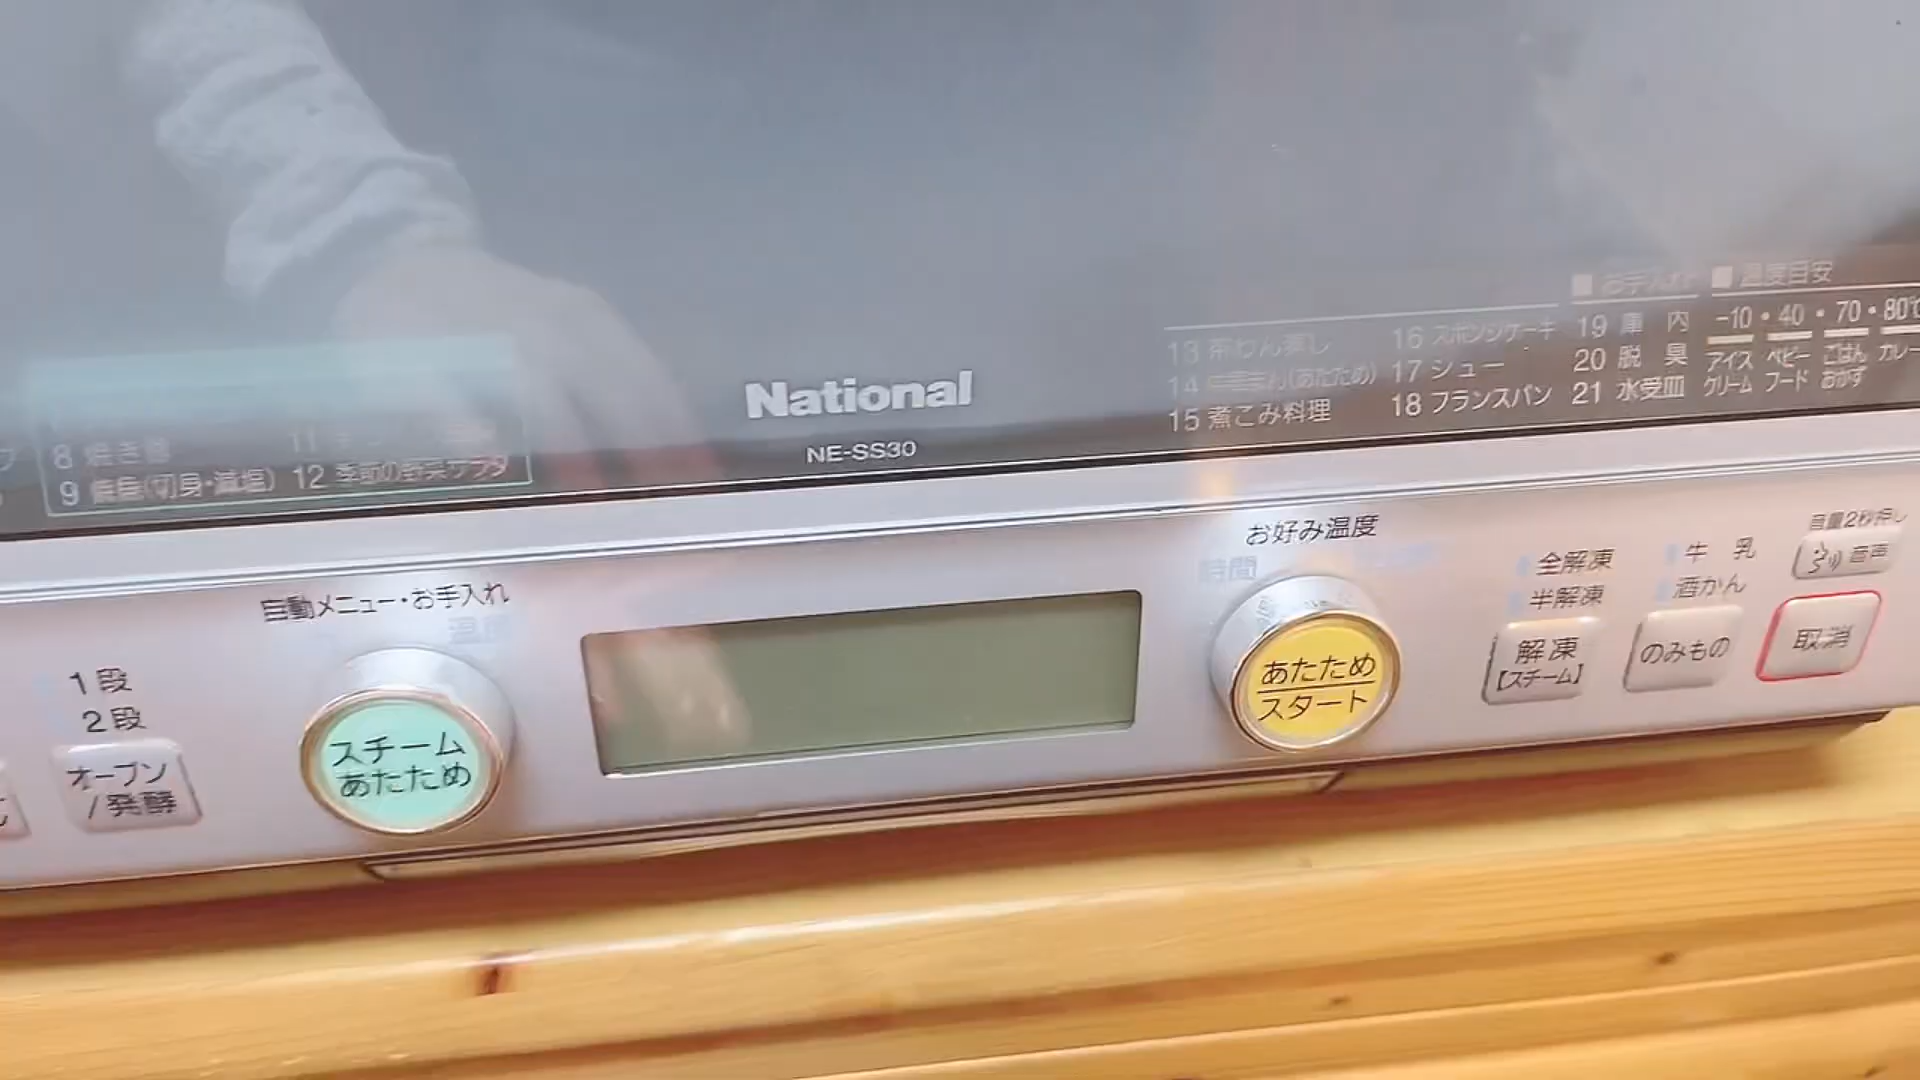 8 焼き魚
11
9 焼魚(切身・減塩)
12 季節の野菜サラダ
National
NE-SS30
13 茶わん蒸し
14 中華まん(あたため)
15 煮こみ料理
16 スポンジケーキ
17 シュー
18 フランスパン
■お手入れ
19 庫 内
20 脱 臭
21 水受皿
■温度目安
-10・40・70・80℃
アイスクリーム
ベビーフード
ごはん おかず
カレー
1段
2段
オーブン
/発酵
自動メニュー・お手入れ
温度
スチーム
あたため
お好み温度
時間
あたため
スタート
全解凍
半解凍
解凍
【スチーム】
牛 乳
酒かん
のみもの
音量2秒押し
音声
取消